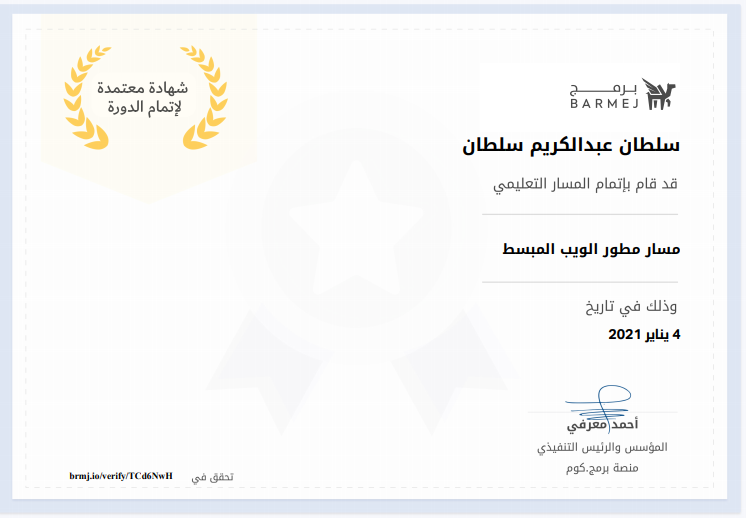 شهادة معتمدة
لإتمام الدورة
برمـــــج
BARMEJ
سلطان عبدالكريم سلطان
قد قام بإتمام المسار التعليمي
مسار مطور الويب المبسط
وذلك في تاريخ
4 يناير 2021
أحمد معرفي
المؤسس والرئيس التنفيذي
منصة برمج.كوم
تحقق في brmj.io/verify/TCd6NwH